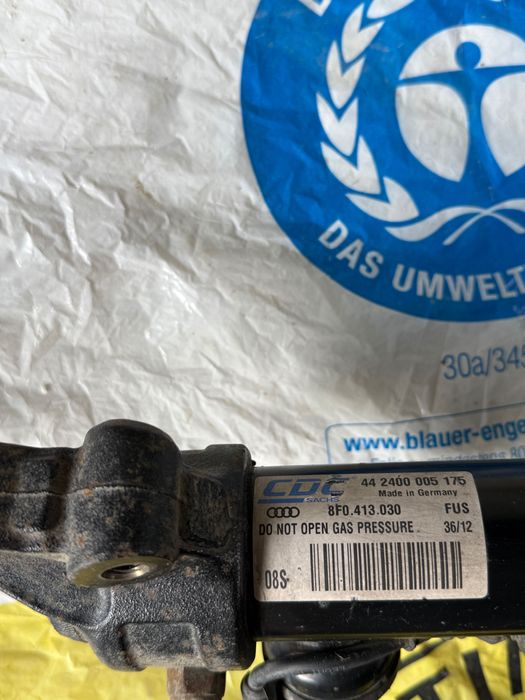 DAS UMWELT
30a/345
www.blauer-enge
CDC
SACHS
44 2400 005 175
Made in Germany
8F0.413.030 FUS
DO NOT OPEN GAS PRESSURE 36/12
08S